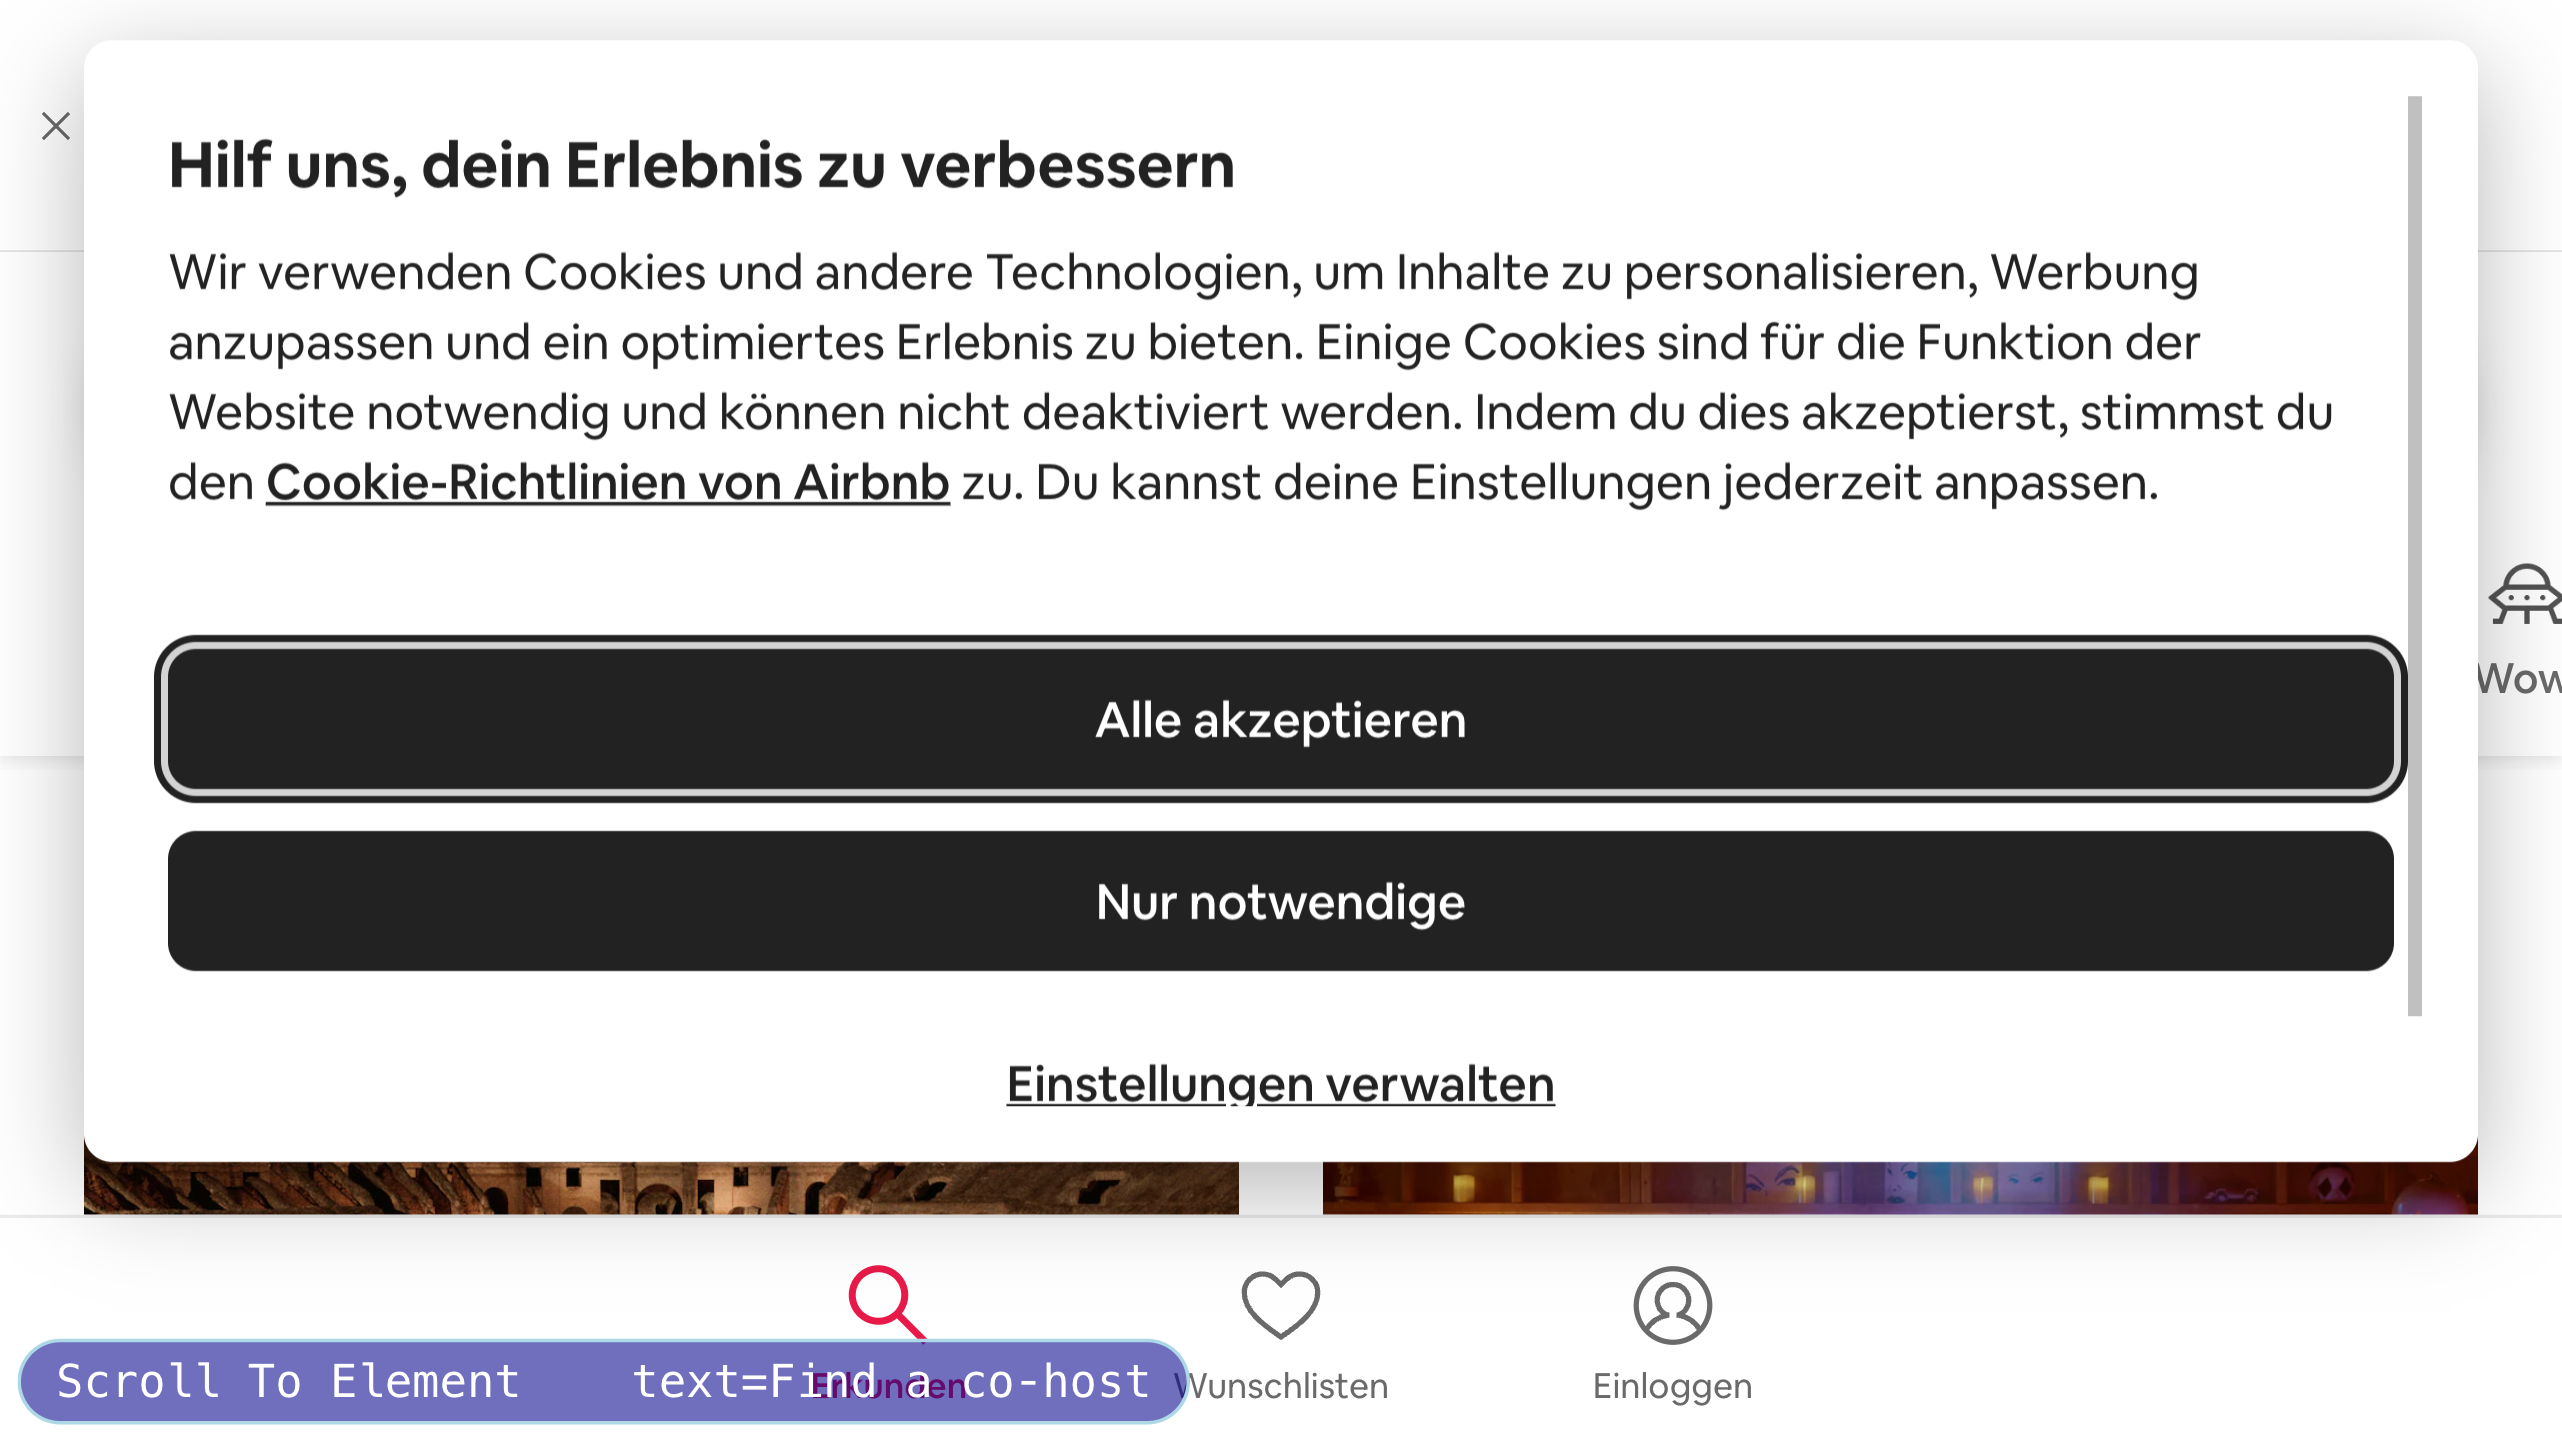 Hilf uns, dein Erlebnis zu verbessern
Wir verwenden Cookies und andere Technologien, um Inhalte zu personalisieren, Werbung
anzupassen und ein optimiertes Erlebnis zu bieten. Einige Cookies sind für die Funktion der
Website notwendig und können nicht deaktiviert werden. Indem du dies akzeptierst, stimmst du
den Cookie-Richtlinien von Airbnb zu. Du kannst deine Einstellungen jederzeit anpassen.
Wow
Alle akzeptieren
Nur notwendige
Einstellungen verwalten
Scroll To Element text=Find a co-host
Erkunden
Wunschlisten
Einloggen